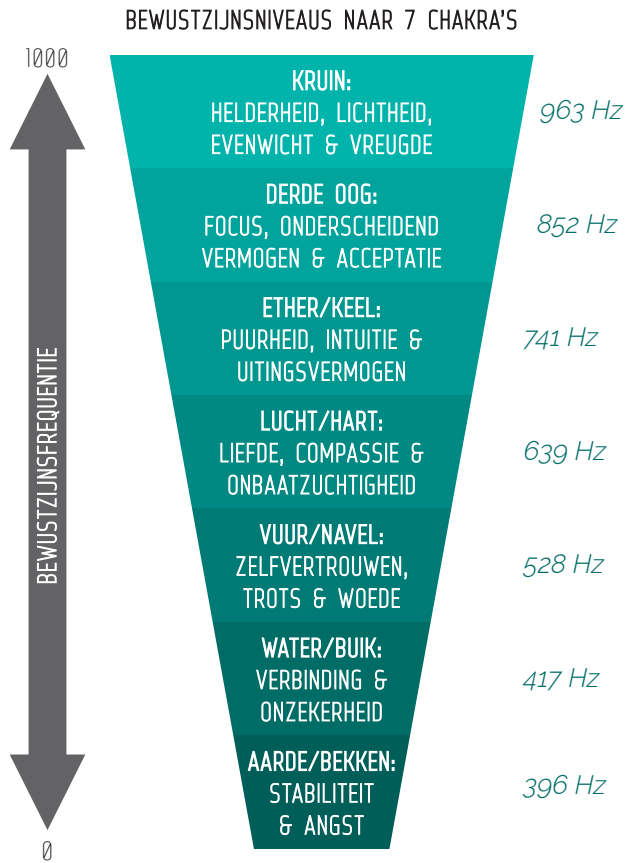 BEWUSTZIJNSNIVEAUS NAAR 7 CHAKRA'S
1000
KRUIN:
HELDERHEID, LICHTHEID,
EVENWICHT & VREUGDE
963 Hz
DERDE OOG:
FOCUS, ONDERSCHEIDEND
VERMOGEN & ACCEPTATIE
852 Hz
ETHER/KEEL:
PUURHEID, INTUITIE &
UITINGSVERMOGEN
741 Hz
LUCHT/HART:
LIEFDE, COMPASSIE &
ONBAATZUCHTIGHEID
639 Hz
VUUR/NAVEL:
ZELFVERTROUWEN,
TROTS & WOEDE
528 Hz
WATER/BUIK:
VERBINDING &
ONZEKERHEID
417 Hz
AARDE/BEKKEN:
STABILITEIT
& ANGST
396 Hz
BEWUSTZIJNSFREQUENTIE
0